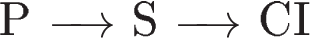 P ⟶ S ⟶ CI